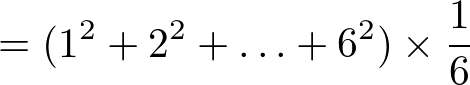 = (1² + 2² + … + 6²) × 1/6